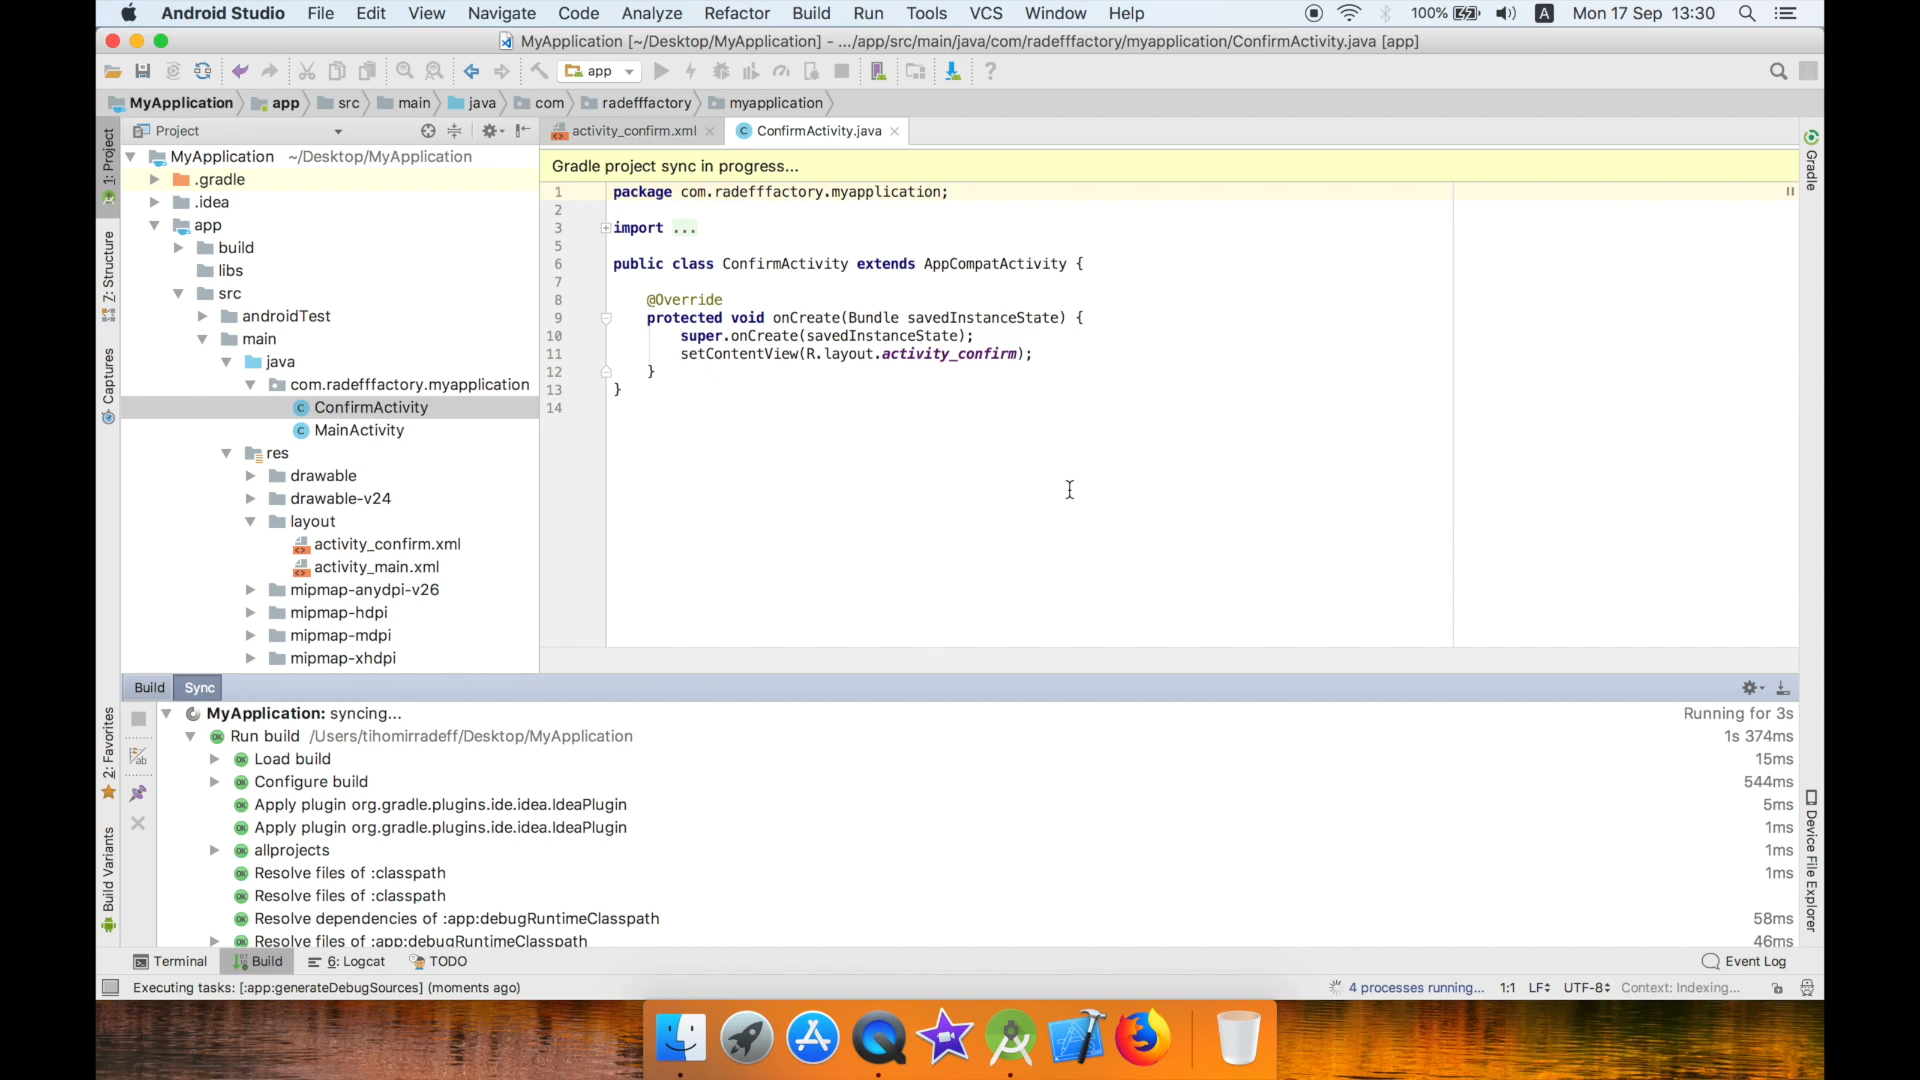 Android Studio File Edit View Navigate Code Analyze Refactor Build Run Tools VCS Window Help 100% A Mon 17 Sep 13:30
MyApplication [~/Desktop/MyApplication] - .../app/src/main/java/com/radefffactory/myapplication/ConfirmActivity.java [app]
app
MyApplication app src main java com radefffactory myapplication
1: Project
Z: Structure
Captures
2: Favorites
Build Variants
Project
MyApplication ~/Desktop/MyApplication
.gradle
.idea
app
build
libs
src
androidTest
main
java
com.radefffactory.myapplication
ConfirmActivity
MainActivity
res
drawable
drawable-v24
layout
activity_confirm.xml
activity_main.xml
mipmap-anydpi-v26
mipmap-hdpi
mipmap-mdpi
mipmap-xhdpi
activity_confirm.xml ConfirmActivity.java
Gradle project sync in progress...
1 package com.radefffactory.myapplication;
2
3 import ...
5
6 public class ConfirmActivity extends AppCompatActivity {
7
8 @Override
9 protected void onCreate(Bundle savedInstanceState) {
10 super.onCreate(savedInstanceState);
11 setContentView(R.layout.activity_confirm);
12 }
13 }
14
Gradle
Device File Explorer
Build Sync
MyApplication: syncing... Running for 3s
Run build /Users/tihomirradeff/Desktop/MyApplication 1s 374ms
Load build 15ms
Configure build 544ms
Apply plugin org.gradle.plugins.ide.idea.IdeaPlugin 5ms
Apply plugin org.gradle.plugins.ide.idea.IdeaPlugin 1ms
allprojects 1ms
Resolve files of :classpath 1ms
Resolve files of :classpath
Resolve dependencies of :app:debugRuntimeClasspath 58ms
Resolve files of :app:debugRuntimeClasspath 46ms
Terminal Build 6: Logcat TODO Event Log
Executing tasks: [:app:generateDebugSources] (moments ago) 4 processes running... 1:1 LF UTF-8 Context: Indexing...